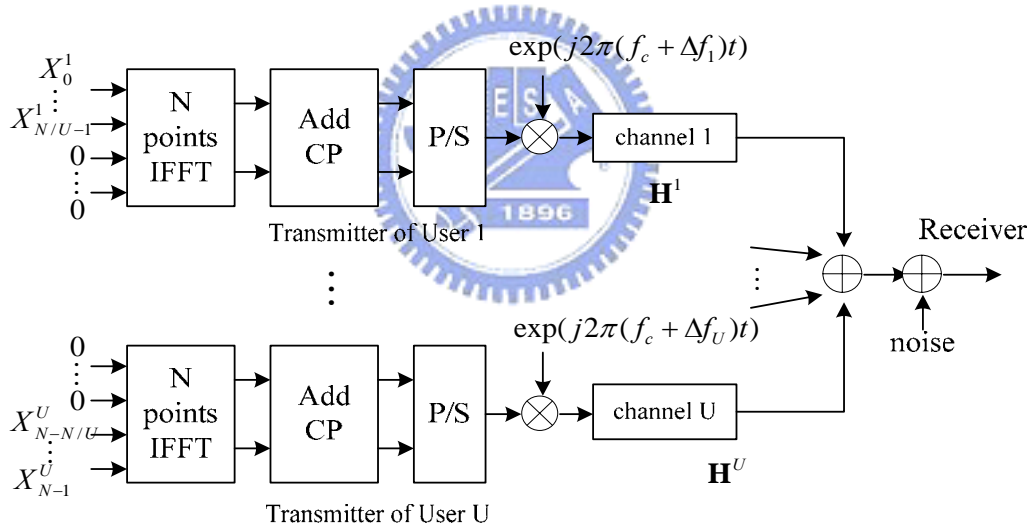 exp(j2π(f_c + Δf_1)t)
X_0^1
⋮
X_{N/U-1}^1
0
⋮
0
N
points
IFFT
Add
CP
P/S
channel 1
H^1
E S A
1896
Transmitter of User 1
⋮
Receiver
⋮
noise
exp(j2π(f_c + Δf_U)t)
0
⋮
0
X_{N-N/U}^U
⋮
X_{N-1}^U
N
points
IFFT
Add
CP
P/S
channel U
H^U
Transmitter of User U